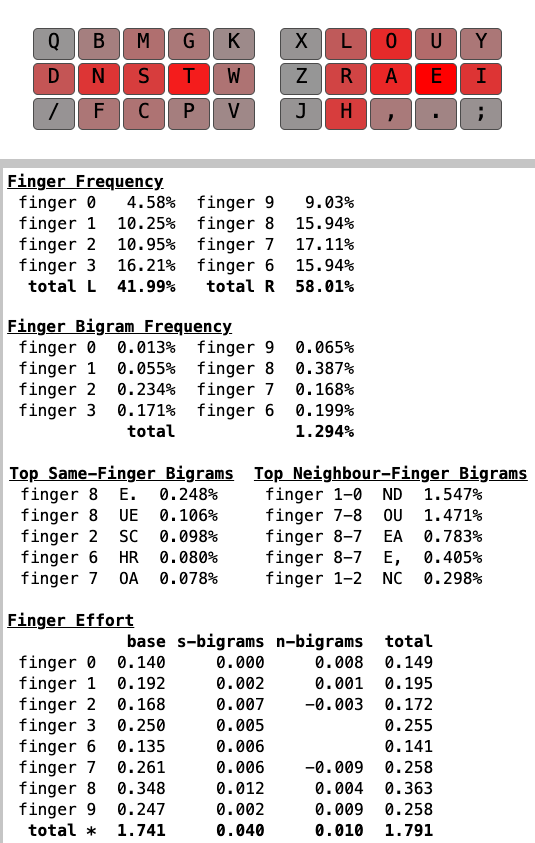 Q B M G K X L O U Y
D N S T W Z R A E I
/ F C P V J H , . ;
Finger Frequency
finger 0 4.58% finger 9 9.03%
finger 1 10.25% finger 8 15.94%
finger 2 10.95% finger 7 17.11%
finger 3 16.21% finger 6 15.94%
total L 41.99% total R 58.01%
Finger Bigram Frequency
finger 0 0.013% finger 9 0.065%
finger 1 0.055% finger 8 0.387%
finger 2 0.234% finger 7 0.168%
finger 3 0.171% finger 6 0.199%
total 1.294%
Top Same-Finger Bigrams Top Neighbour-Finger Bigrams
finger 8 E. 0.248% finger 1-0 ND 1.547%
finger 8 UE 0.106% finger 7-8 OU 1.471%
finger 2 SC 0.098% finger 8-7 EA 0.783%
finger 6 HR 0.080% finger 8-7 E, 0.405%
finger 7 OA 0.078% finger 1-2 NC 0.298%
Finger Effort
base s-bigrams n-bigrams total
finger 0 0.140 0.000 0.008 0.149
finger 1 0.192 0.002 0.001 0.195
finger 2 0.168 0.007 -0.003 0.172
finger 3 0.250 0.005 0.255
finger 6 0.135 0.006 0.141
finger 7 0.261 0.006 -0.009 0.258
finger 8 0.348 0.012 0.004 0.363
finger 9 0.247 0.002 0.009 0.258
total * 1.741 0.040 0.010 1.791